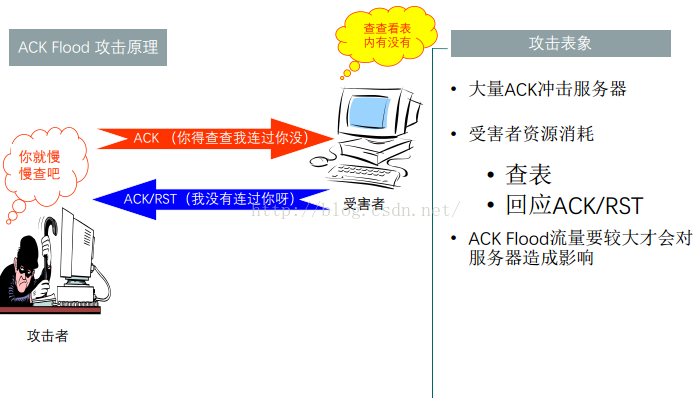 ACK Flood 攻击原理
查查看表
内有没有
攻击表象
ACK （你得查查我连过你没）
你就慢
慢查吧
ACK/RST（我没有连过你呀）
受害者
攻击者
http://blog.csdn.net/
• 大量ACK冲击服务器
• 受害者资源消耗
• 查表
• 回应ACK/RST
• ACK Flood流量要较大才会对
服务器造成影响